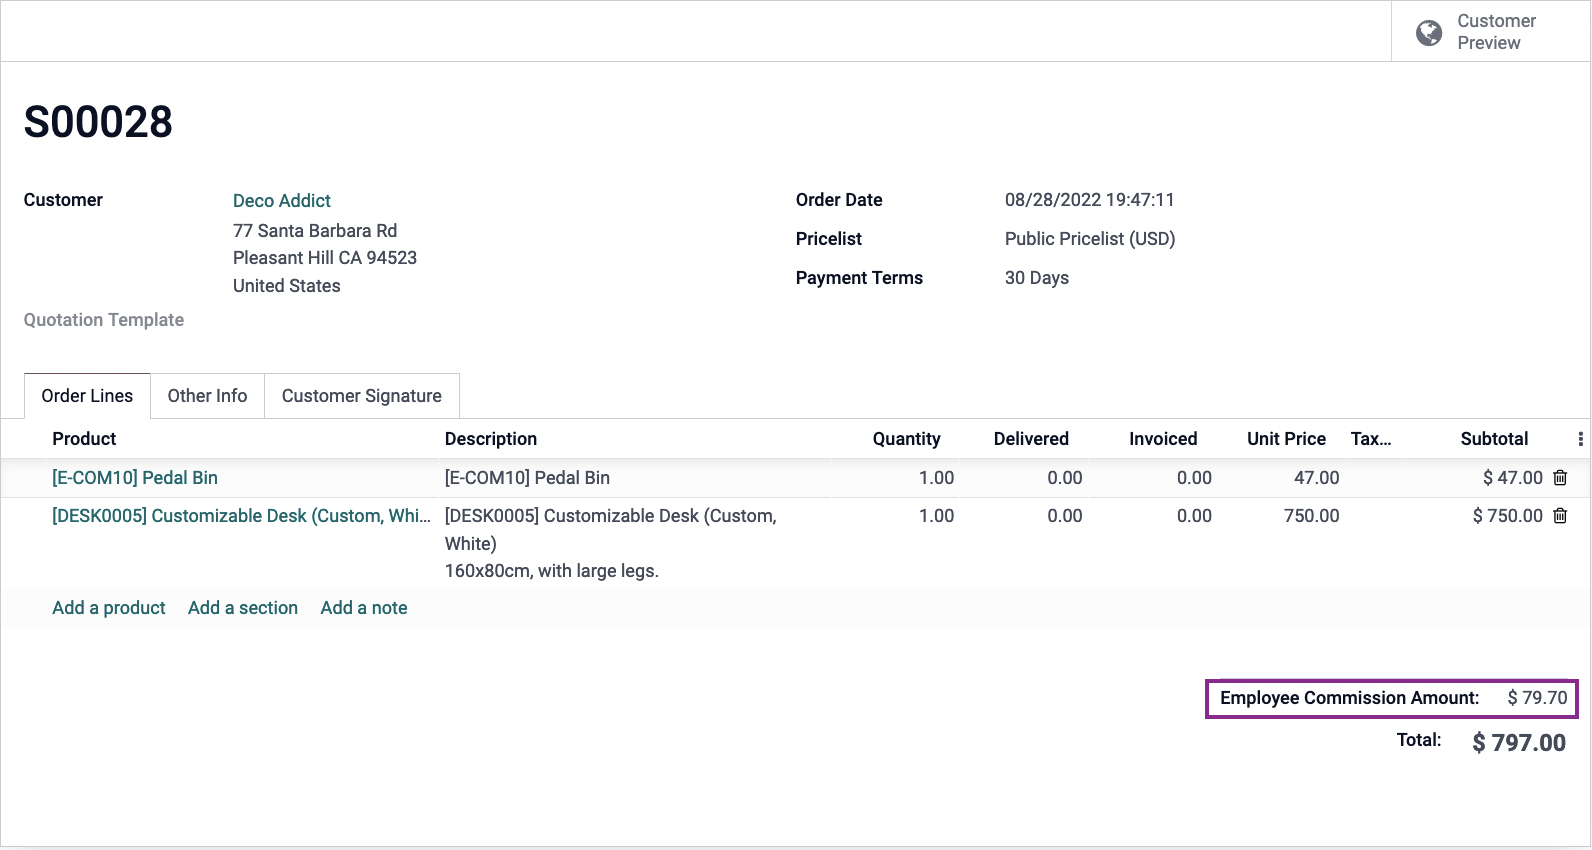 Customer
Preview
S00028
Customer
Deco Addict
77 Santa Barbara Rd
Pleasant Hill CA 94523
United States
Quotation Template
Order Date 08/28/2022 19:47:11
Pricelist Public Pricelist (USD)
Payment Terms 30 Days
Order Lines Other Info Customer Signature
Product Description Quantity Delivered Invoiced Unit Price Tax... Subtotal
[E-COM10] Pedal Bin [E-COM10] Pedal Bin 1.00 0.00 0.00 47.00 $ 47.00
[DESK0005] Customizable Desk (Custom, Whi... [DESK0005] Customizable Desk (Custom, 1.00 0.00 0.00 750.00 $ 750.00
White)
160x80cm, with large legs.
Add a product Add a section Add a note
Employee Commission Amount: $ 79.70
Total: $ 797.00